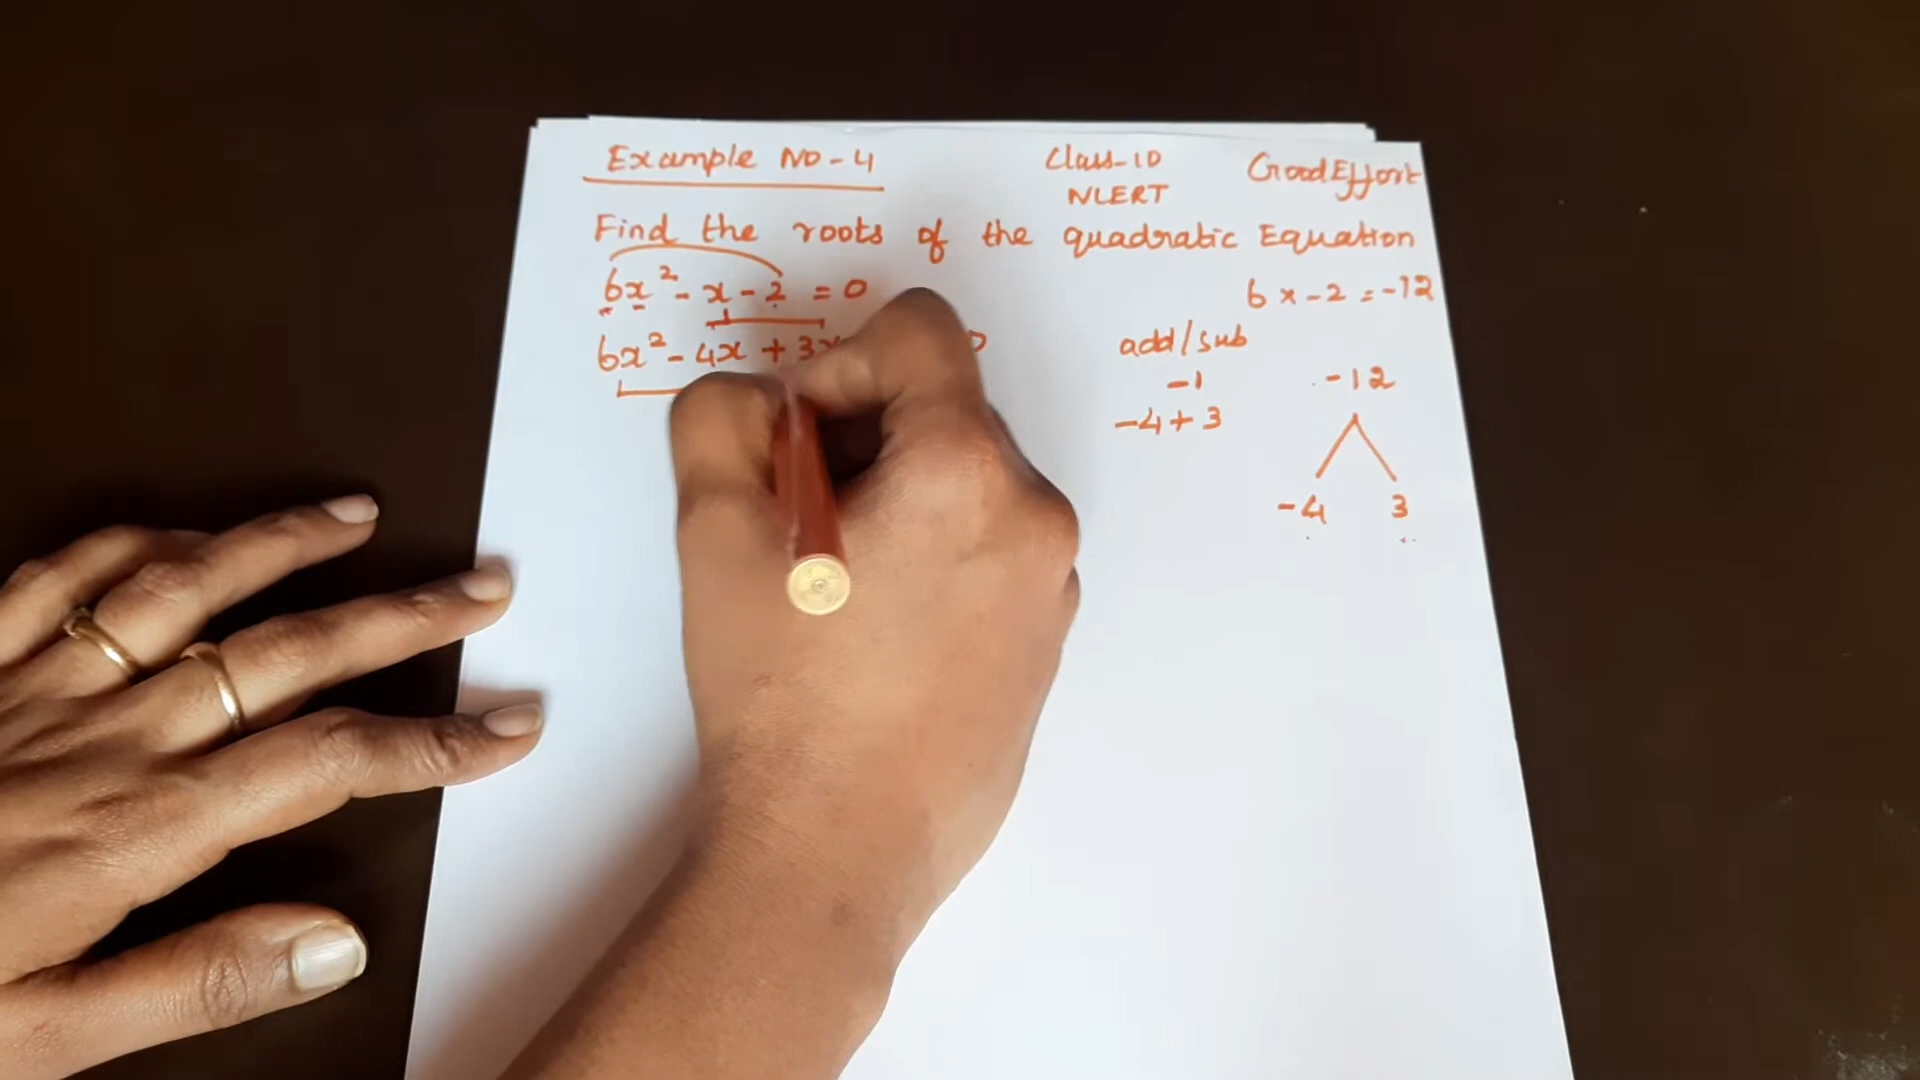 Example NO-4
Class-10
NCERT
GoodEffort
Find the roots of the quadratic Equation
6x² - x - 2 = 0
6 x -2 = -12
6x² - 4x + 3x
add/sub
-1
-12
-4+3
-4 3